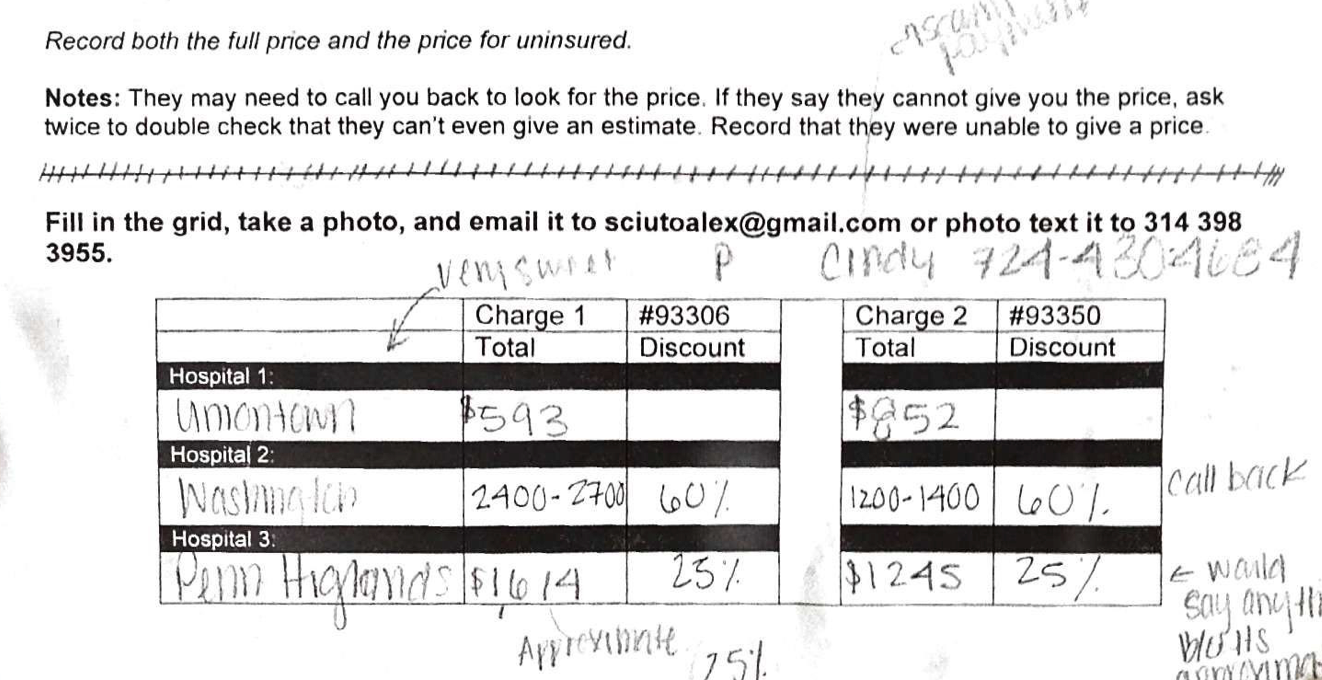 payment
Record both the full price and the price for uninsured.
Notes: They may need to call you back to look for the price. If they say they cannot give you the price, ask
twice to double check that they can't even give an estimate. Record that they were unable to give a price.
Fill in the grid, take a photo, and email it to sciutoalex@gmail.com or photo text it to 314 398
3955.
very sweet P Cindy 724-430-4684
Charge 1 #93306 Charge 2 #93350
Total Discount Total Discount
Hospital 1:
Uniontown $593 $852
Hospital 2:
Washington 2400-2700 60% 1200-1400 60% call back
Hospital 3:
Penn Higlands $1614 25% $1245 25% ← would
say anythi
b/c its
approxima
Approximate
25%